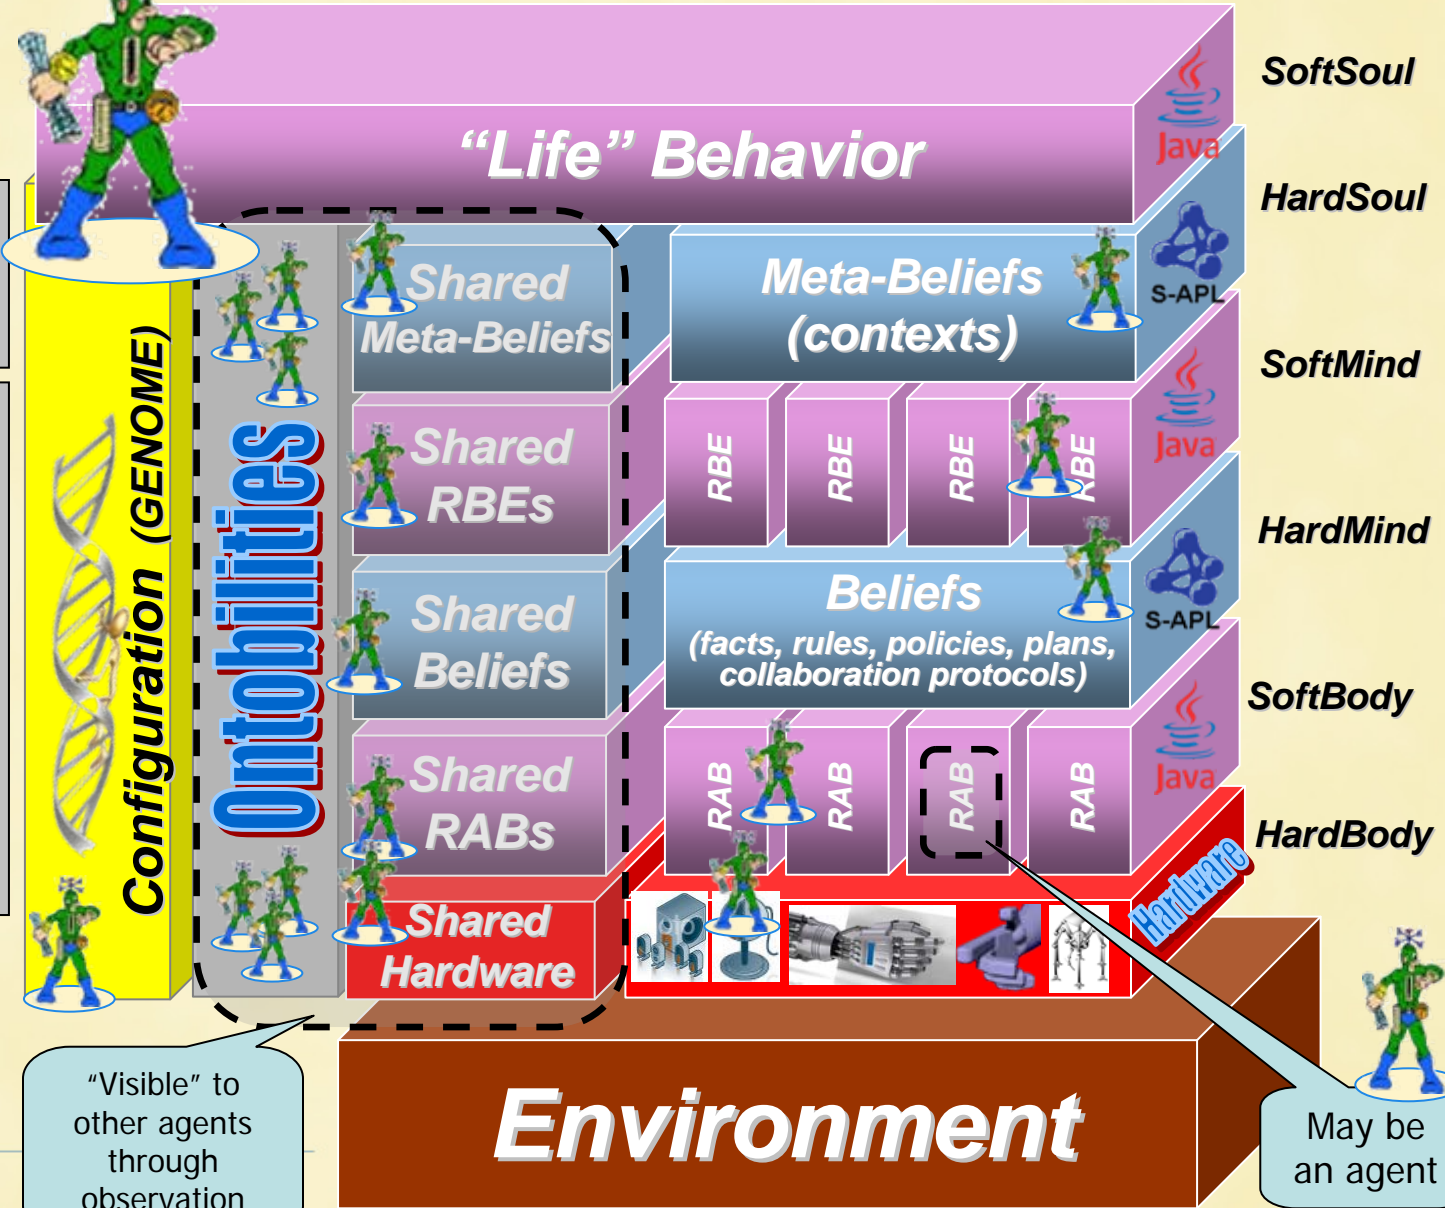 SoftSoul
Java
“Life” Behavior
HardSoul
S-APL
Shared
Meta-Beliefs
Meta-Beliefs
(contexts)
SoftMind
Java
Configuration (GENOME)
Ontobilities
Shared
RBEs
RBE
RBE
RBE
RBE
HardMind
S-APL
Shared
Beliefs
Beliefs
(facts, rules, policies, plans,
collaboration protocols)
SoftBody
Java
Shared
RABs
RAB
RAB
RAB
RAB
HardBody
Hardware
Shared
Hardware
“Visible” to
other agents
through
observation
Environment
May be
an agent